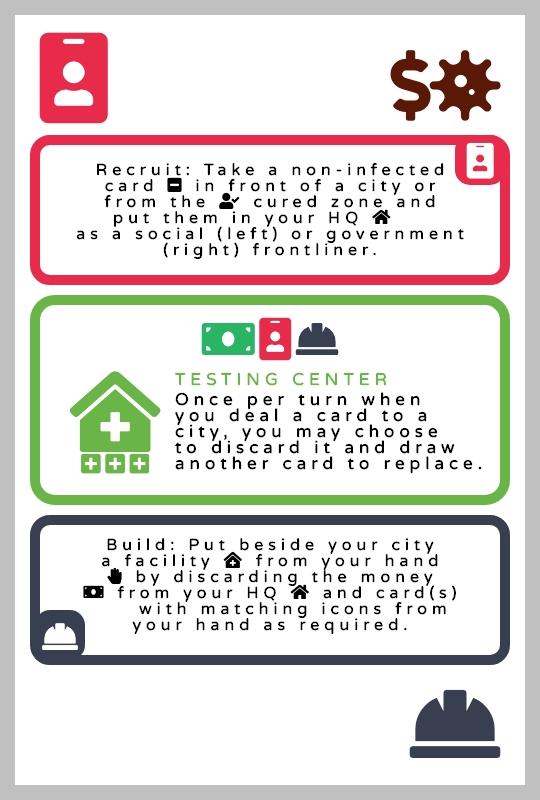 $
Recruit: Take a non-infected
card in front of a city or
from the cured zone and
put them in your HQ
as a social (left) or government
(right) frontliner.
TESTING CENTER
Once per turn when
you deal a card to a
city, you may choose
to discard it and draw
another card to replace.
Build: Put beside your city
a facility from your hand
by discarding the money
from your HQ and card(s)
with matching icons from
your hand as required.